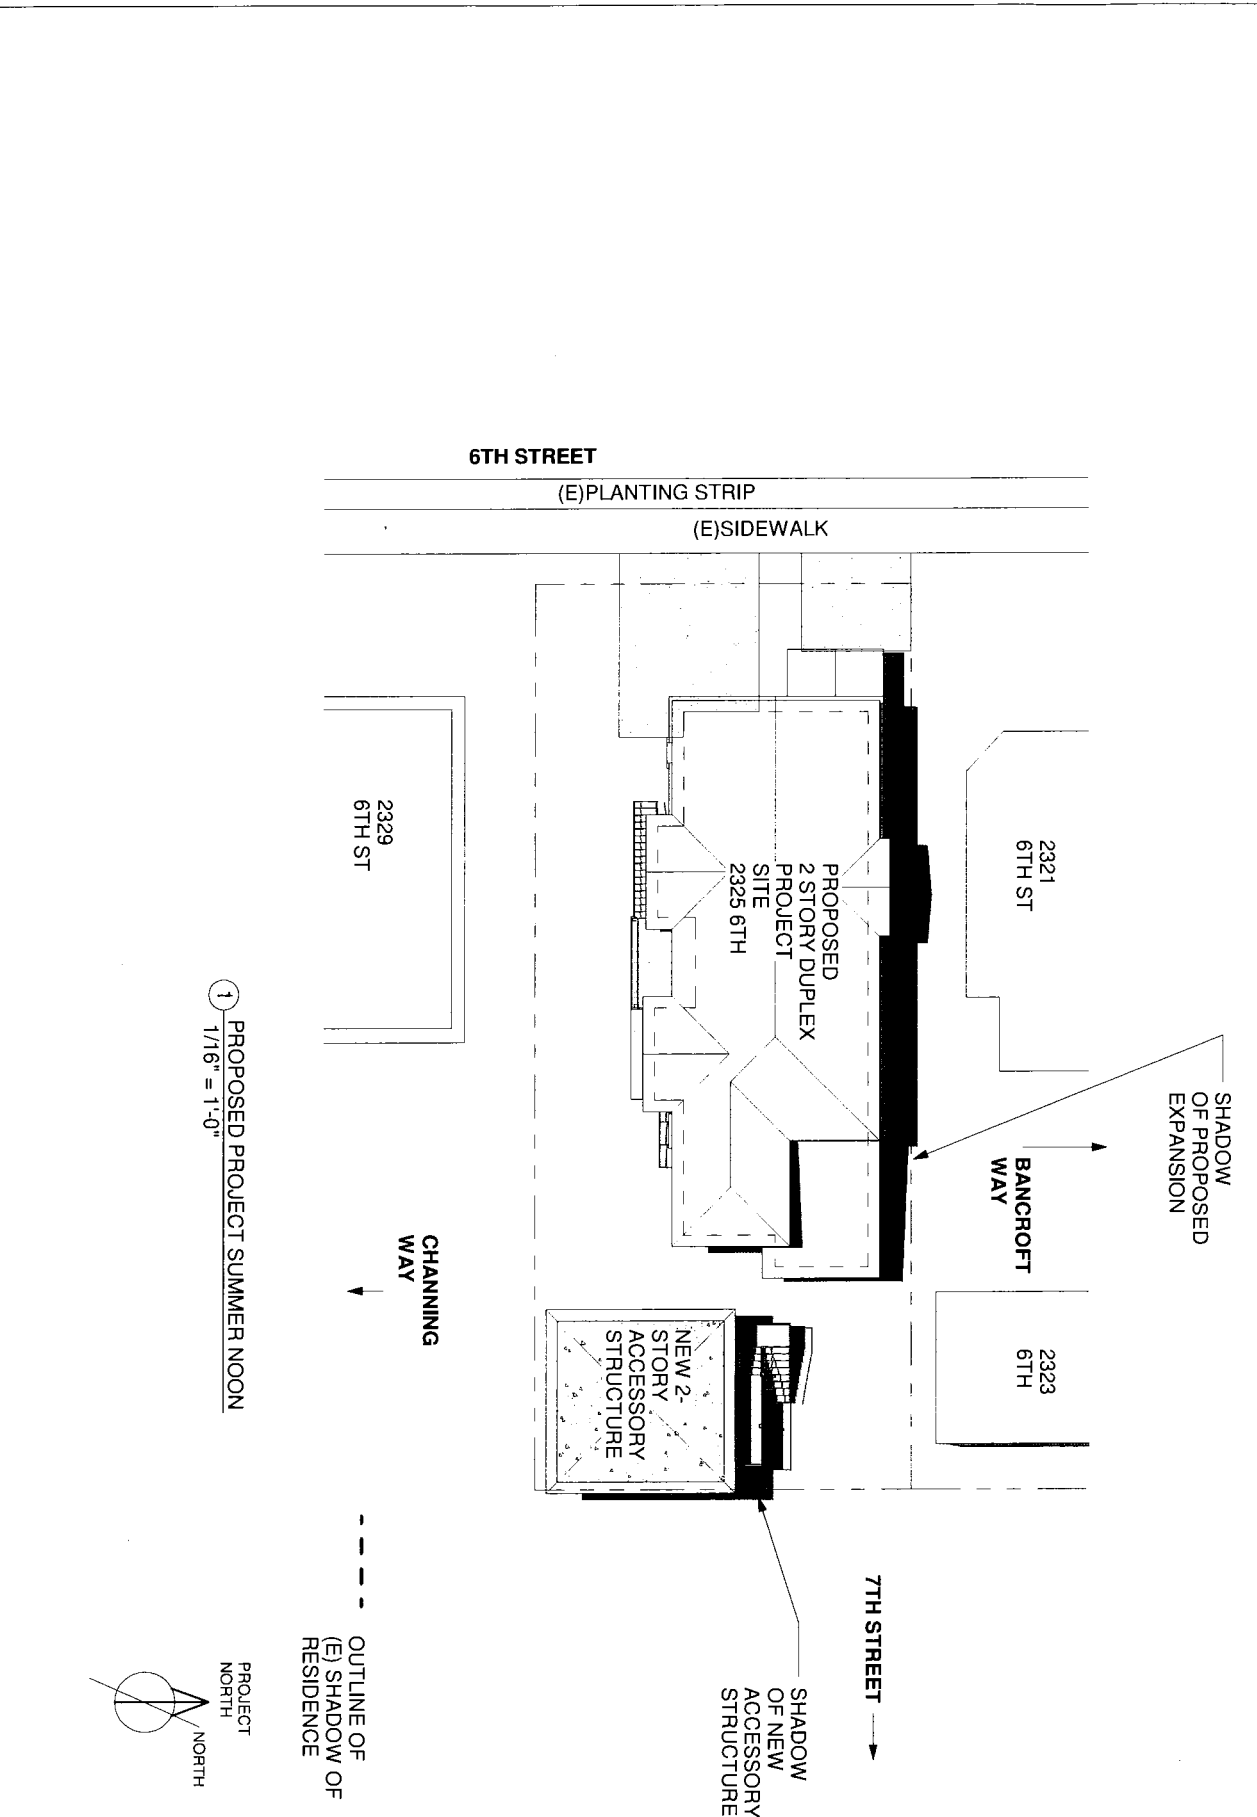 6TH STREET
(E)PLANTING STRIP
(E)SIDEWALK
2329
6TH ST
PROPOSED
2 STORY DUPLEX
PROJECT
SITE
2325 6TH
2321
6TH ST
SHADOW
OF PROPOSED
EXPANSION
BANCROFT
WAY
CHANNING
WAY
2323
6TH
NEW 2-
STORY
ACCESSORY
STRUCTURE
7TH STREET
SHADOW
OF NEW
ACCESSORY
STRUCTURE
1
PROPOSED PROJECT SUMMER NOON
1/16" = 1'-0"
OUTLINE OF
(E) SHADOW OF
RESIDENCE
PROJECT
NORTH
NORTH